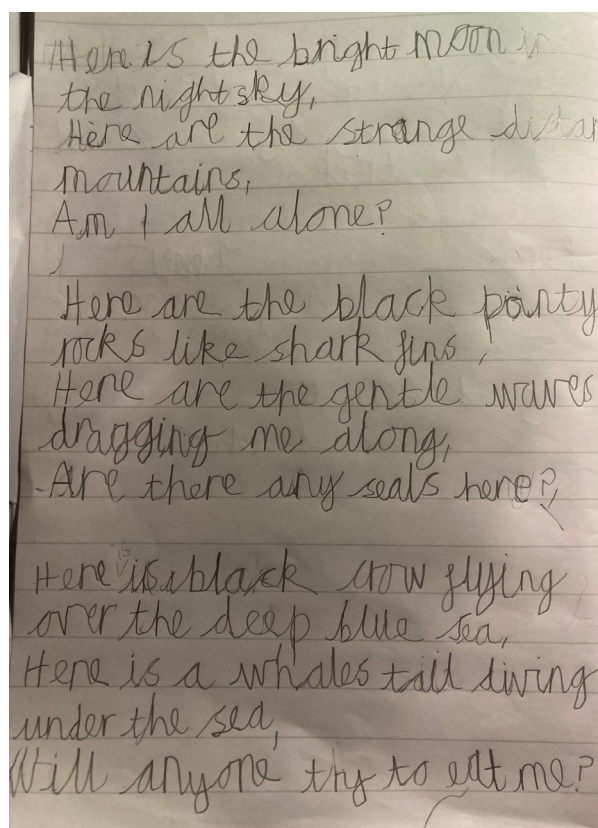 Here is the bright moon in
the night sky,
Here are the strange distan
mountains,
Am I all alone?
Here are the black pointy
rocks like shark fins,
Here are the gentle waves
dragging me along,
Are there any seals here?,
Here is a black crow flying
over the deep blue sea,
Here is a whales tail diving
under the sea,
Will anyone try to eat me?